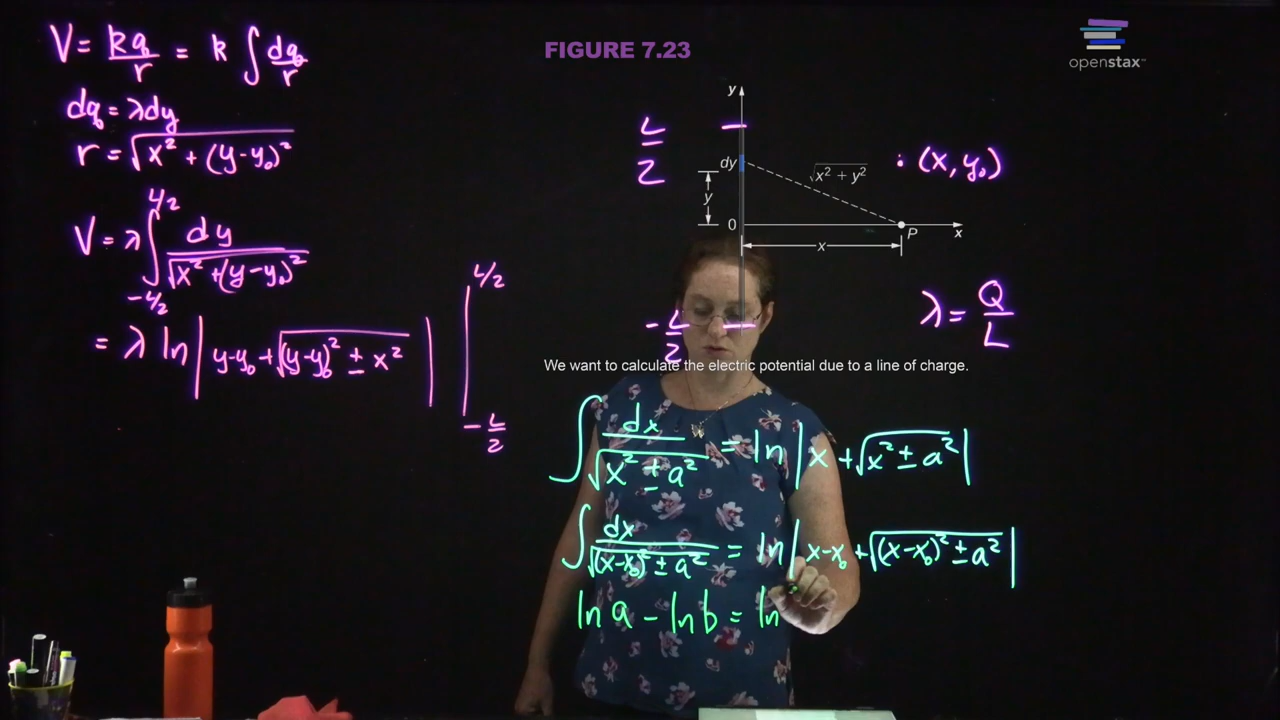 V = kq/r = k ∫ dq/r
dq = λdy
r = √(x² + (y-y₀)²)
V = λ ∫_{-L/2}^{L/2} dy/√(x² + (y-y₀)²)
= λ ln | y-y₀ + √((y-y₀)² ± x²) | |_{-L/2}^{L/2}
FIGURE 7.23
openstax™
y
L/2
dy
√(x² + y²)
: (x, y₀)
y
0
P
x
x
-L/2
λ = Q/L
We want to calculate the electric potential due to a line of charge.
∫ dx/√(x² ± a²) = ln | x + √(x² ± a²) |
∫ dx/√((x-x₀)² ± a²) = ln | x-x₀ + √((x-x₀)² ± a²) |
ln a - ln b = ln